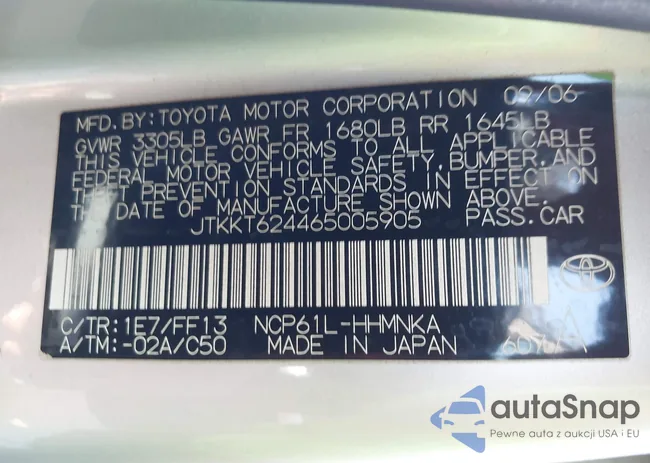 MFD. BY: TOYOTA MOTOR CORPORATION 02/06
GVWR 3305LB GAWR FR 1680LB RR 1645LB
THIS VEHICLE CONFORMS TO ALL APPLICABLE
FEDERAL MOTOR VEHICLE SAFETY, BUMPER, AND
THEFT PREVENTION STANDARDS IN EFFECTION
THE DATE OF MANUFACTURE SHOWN ABOVE.
JTKKT624465005905 PASS. CAR
C/TR: 1E7/FF13 NCP61L-HHMNKA
A/TM: -02A/C50 MADE IN JAPAN
autaSnap
Pewne auta z aukcji USA i EU